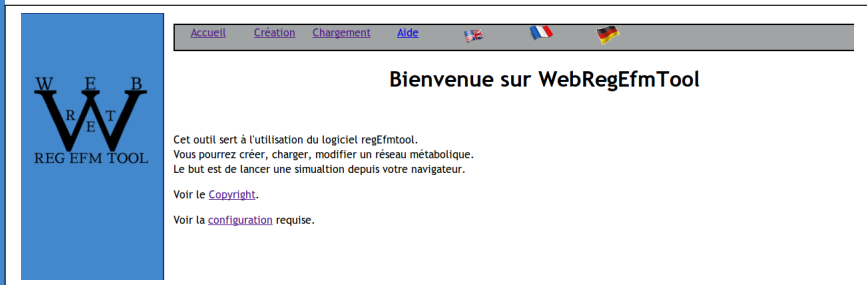 Accueil Création Chargement Aide
W E B
R E T
REG EFM TOOL
Bienvenue sur WebRegEfmTool
Cet outil sert à l'utilisation du logiciel regEfmtool.
Vous pourrez créer, charger, modifier un réseau métabolique.
Le but est de lancer une simualtion depuis votre navigateur.
Voir le Copyright.
Voir la configuration requise.